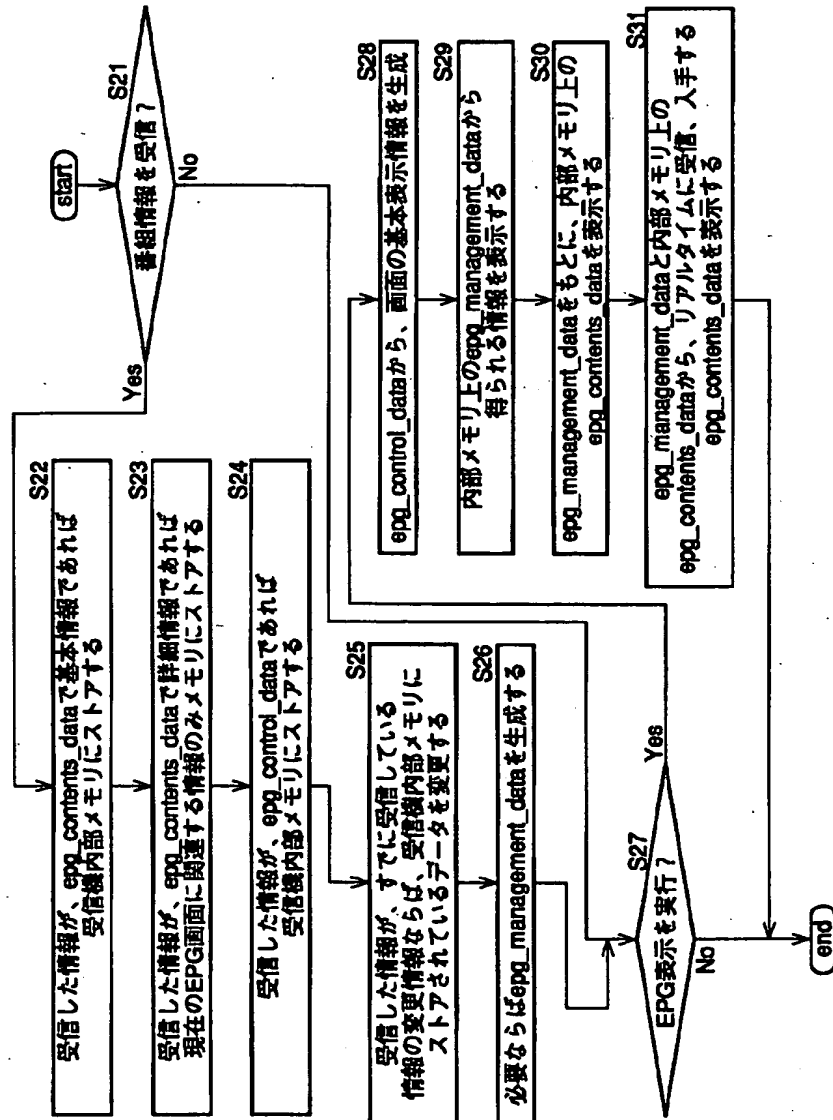 start
S21
番組情報を受信?
Yes
No
S22
受信した情報が、epg_contents_dataで基本情報であれば
受信機内部メモリにストアする
S23
受信した情報が、epg_contents_dataで詳細情報であれば
現在のEPG画面に関連する情報のみメモリにストアする
S24
受信した情報が、epg_control_dataであれば
受信機内部メモリにストアする
S25
受信した情報が、すでに受信している
情報の変更情報ならば、受信機内部メモリに
ストアされているデータを変更する
S26
必要ならばepg_management_dataを生成する
S27
EPG表示を実行?
Yes
No
S28
epg_control_dataから、画面の基本表示情報を生成
S29
内部メモリ上のepg_management_dataから
得られる情報を表示する
S30
epg_management_dataをもとに、内部メモリ上の
epg_contents_dataを表示する
S31
epg_management_dataと内部メモリ上の
epg_contents_dataから、リアルタイムに受信、入手する
epg_contents_dataを表示する
end